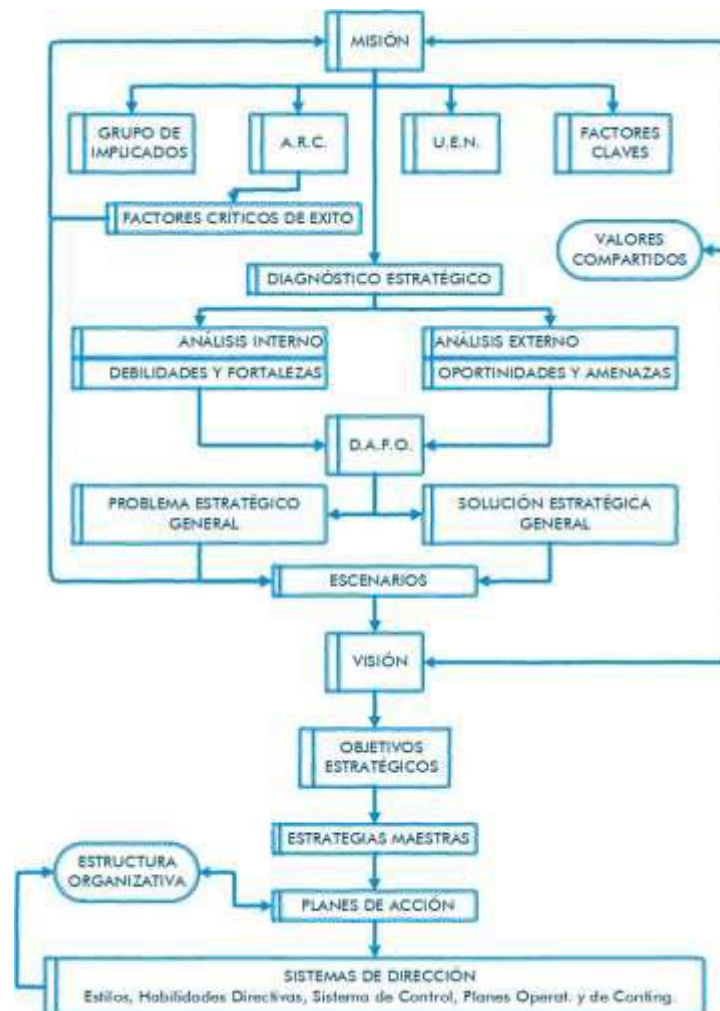 MISIÓN
GRUPO DE
IMPLICADOS
A.R.C.
U.E.N.
FACTORES
CLAVES
FACTORES CRÍTICOS DE EXITO
VALORES
COMPARTIDOS
DIAGNÓSTICO ESTRATÉGICO
ANÁLISIS INTERNO
DEBILIDADES Y FORTALEZAS
ANÁLISIS EXTERNO
OPORTINIDADES Y AMENAZAS
D.A.F.O.
PROBLEMA ESTRATÉGICO
GENERAL
SOLUCIÓN ESTRATÉGICA
GENERAL
ESCENARIOS
VISIÓN
OBJETIVOS
ESTRATÉGICOS
ESTRATEGIAS MAESTRAS
ESTRUCTURA
ORGANIZATIVA
PLANES DE ACCIÓN
SISTEMAS DE DIRECCIÓN
Estilos, Habilidades Directivas, Sistema de Control, Planes Operat. y de Conting.